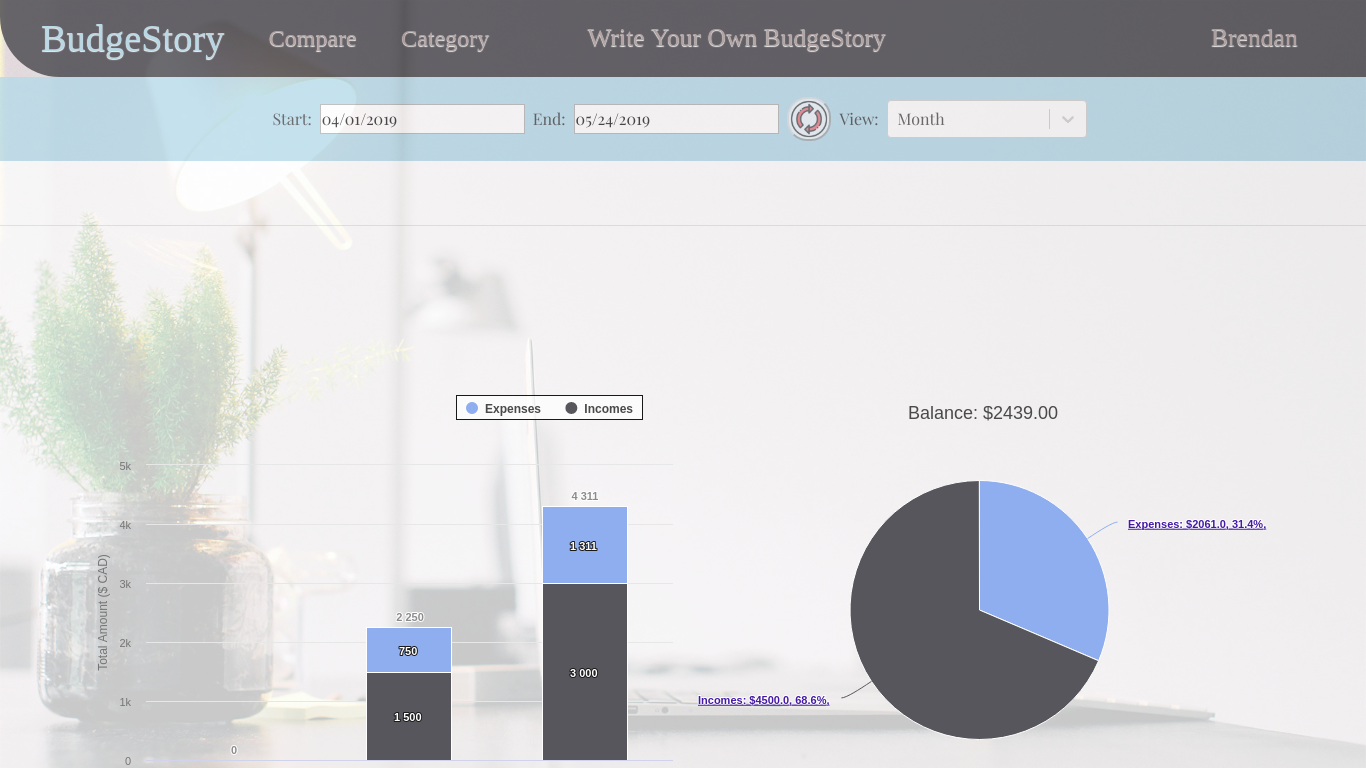 BudgeStory Compare Category Write Your Own BudgeStory Brendan
Start: 04/01/2019 End: 05/24/2019 View: Month
Expenses Incomes
Balance: $2439.00
5k
4 311
4k
Expenses: $2061.0, 31.4%,
1 311
Total Amount ($ CAD)
3k
2 250
2k
750
3 000
1k
Incomes: $4500.0, 68.6%,
1 500
0
0